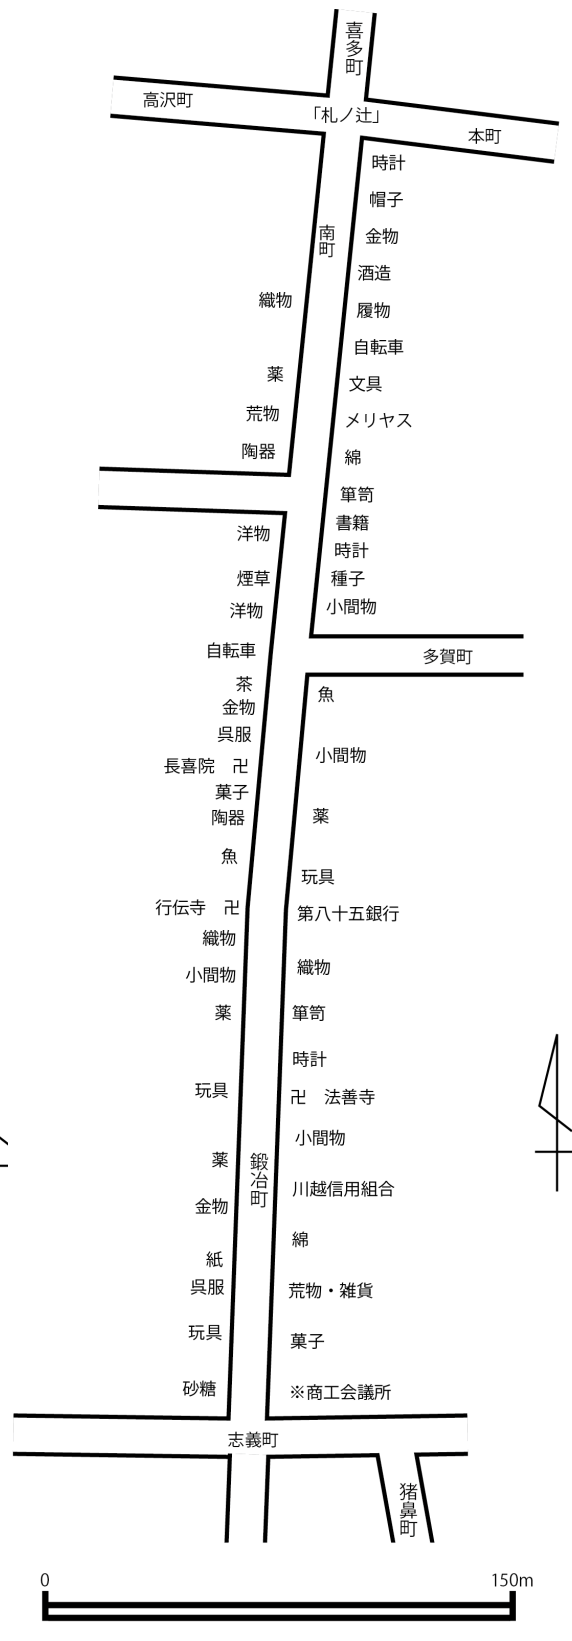 喜多町
高沢町
「札ノ辻」
本町
時計
帽子
金物
南町
酒造
織物
履物
自転車
薬
文具
荒物
メリヤス
陶器
綿
箪笥
書籍
洋物
時計
煙草
種子
洋物
小間物
自転車
多賀町
茶
魚
金物
呉服
小間物
長喜院 卍
菓子
陶器
薬
魚
玩具
行伝寺 卍
第八十五銀行
織物
小間物
織物
薬
箪笥
時計
玩具
卍 法善寺
小間物
薬
鍛冶町
川越信用組合
金物
綿
紙
呉服
荒物・雑貨
玩具
菓子
砂糖
※商工会議所
志義町
猪鼻町
0
150m